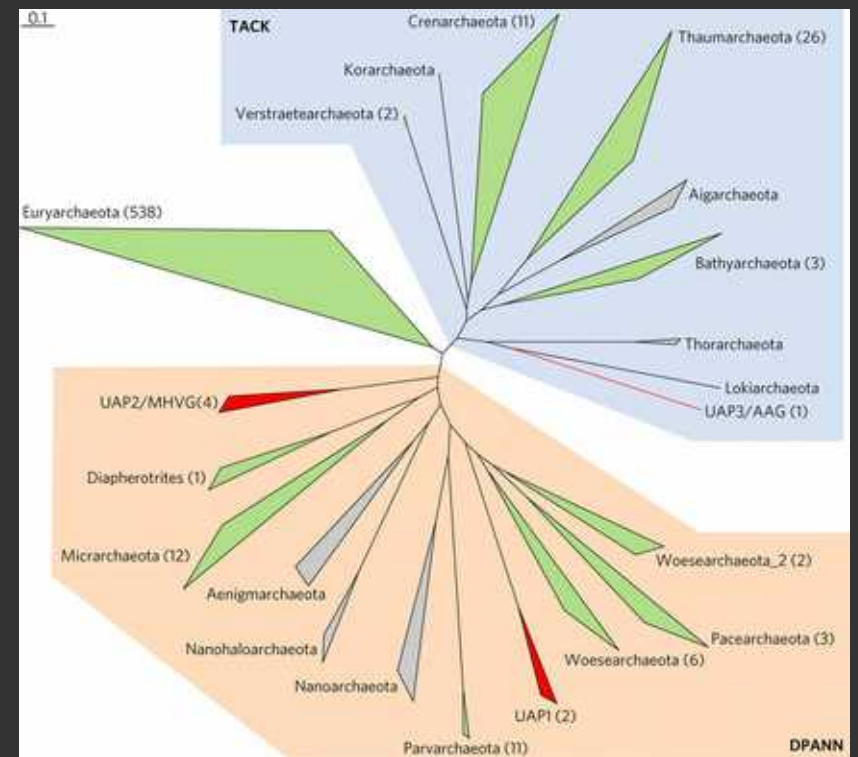 0.1
TACK
Crenarchaeota (11)
Thaumarchaeota (26)
Korarchaeota
Verstraetearchaeota (2)
Aigarchaeota
Euryarchaeota (538)
Bathyarchaeota (3)
Thorarchaeota
Lokiarchaeota
UAP3/AAG (1)
UAP2/MHVG(4)
Diapherotrites (1)
Micrarchaeota (12)
Woesearchaeota_2 (2)
Aenigmarchaeota
Pacearchaeota (3)
Nanohaloarchaeota
Woesearchaeota (6)
Nanoarchaeota
UAP1 (2)
Parvarchaeota (11)
DPANN